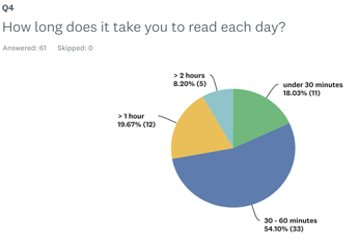 Q4
How long does it take you to read each day?
Answered: 61 Skipped: 0
> 2 hours
8.20% (5)
under 30 minutes
18.03% (11)
> 1 hour
19.67% (12)
30 - 60 minutes
54.10% (33)